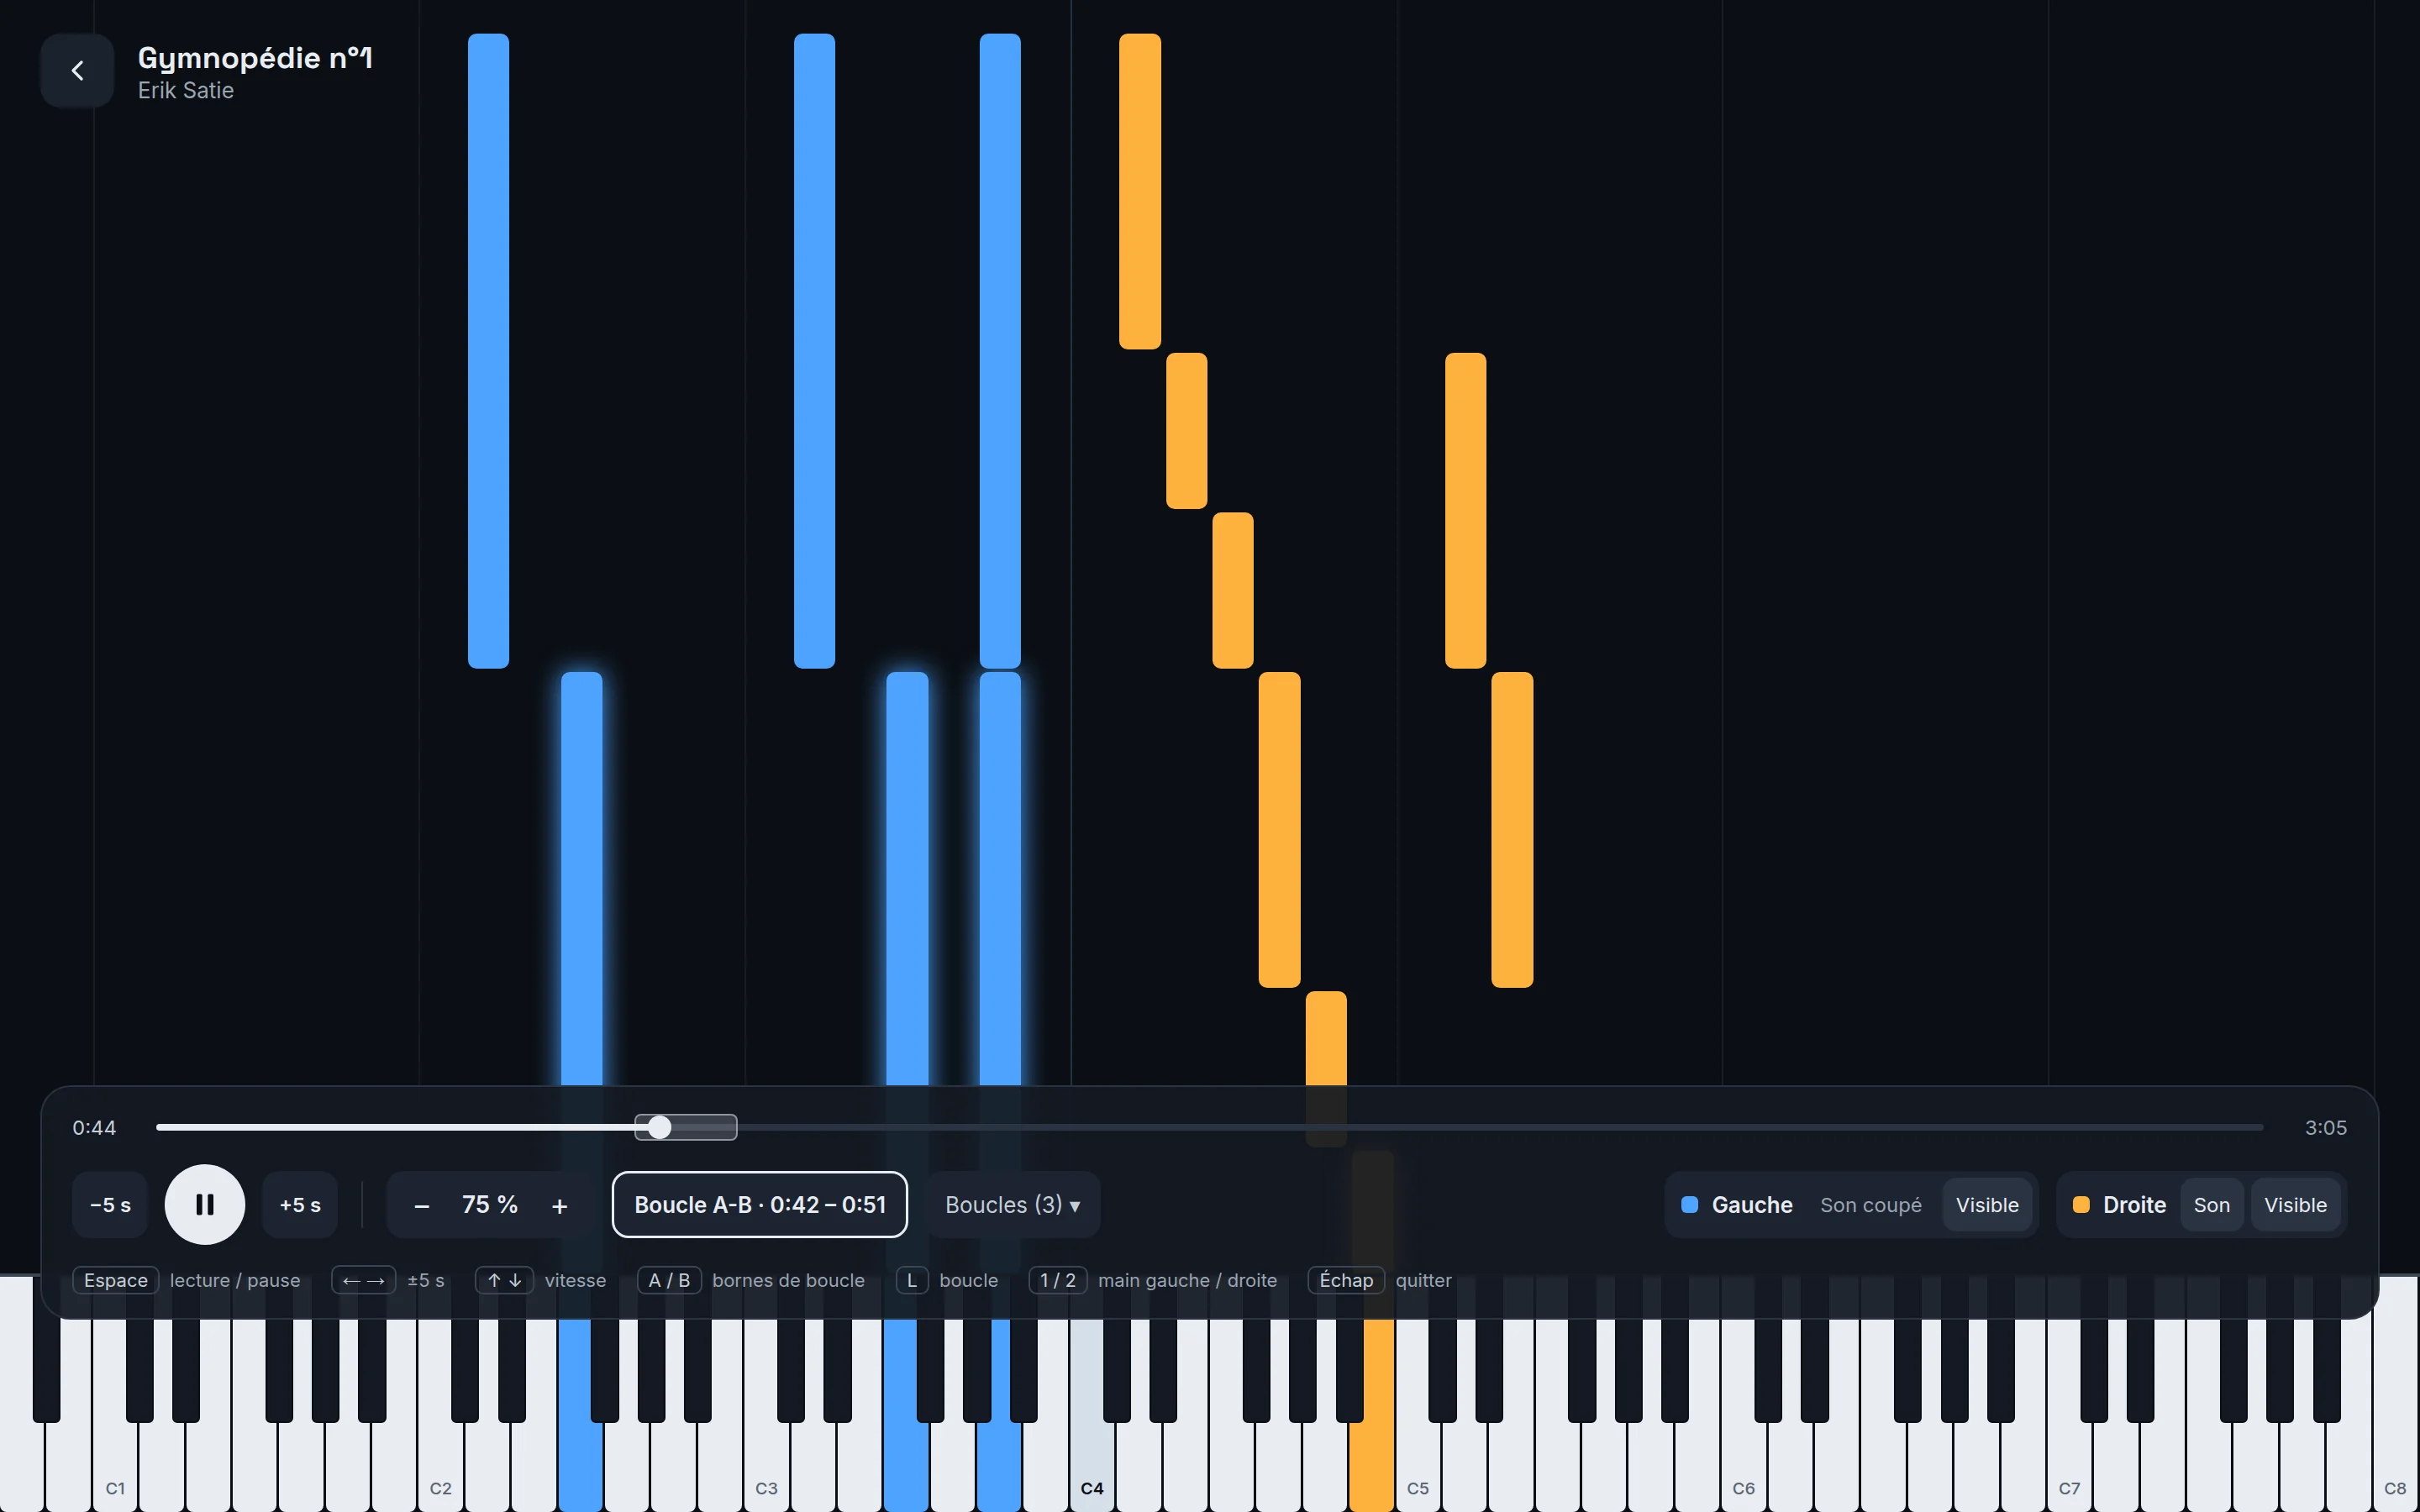 Gymnopédie n°1
Erik Satie
0:44
3:05
−5 s
+5 s
− 75 % +
Boucle A-B · 0:42 – 0:51
Boucles (3) ▾
Gauche Son coupé Visible
Droite Son Visible
Espace lecture / pause ←→ ±5 s ↑ ↓ vitesse A / B bornes de boucle L boucle 1 / 2 main gauche / droite Échap quitter
C1 C2 C3 C4 C5 C6 C7 C8